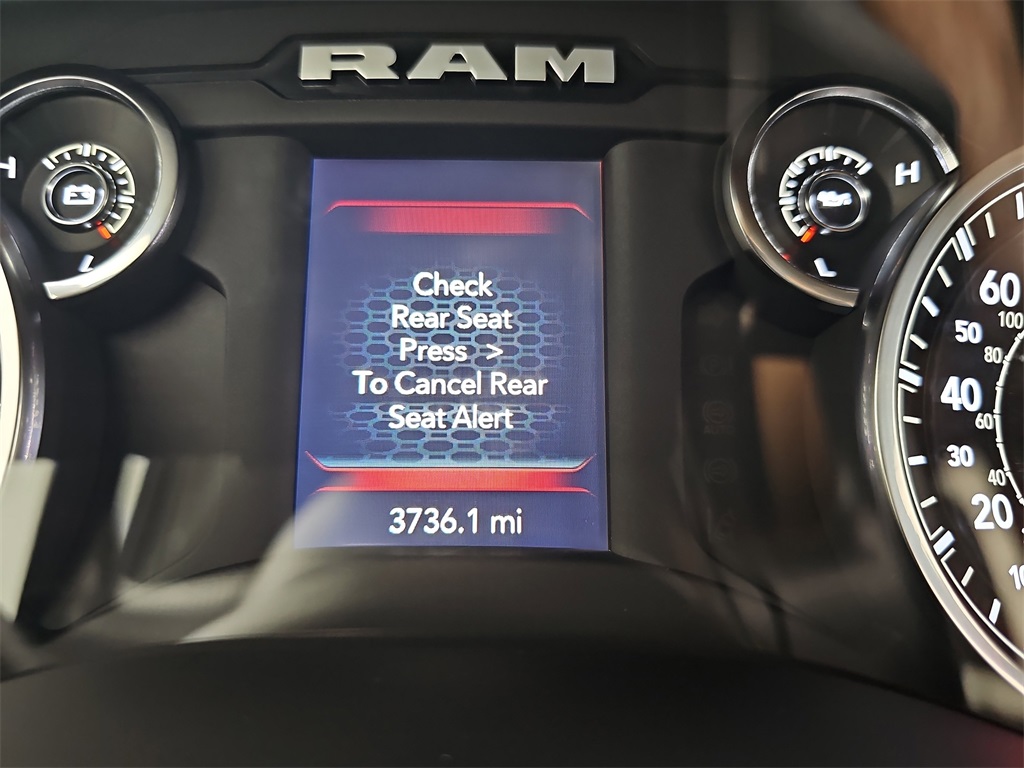 RAM
H
L
H
L
Check
Rear Seat
Press >
To Cancel Rear
Seat Alert
3736.1 mi
60
100
50
80
40
60
30
40
20